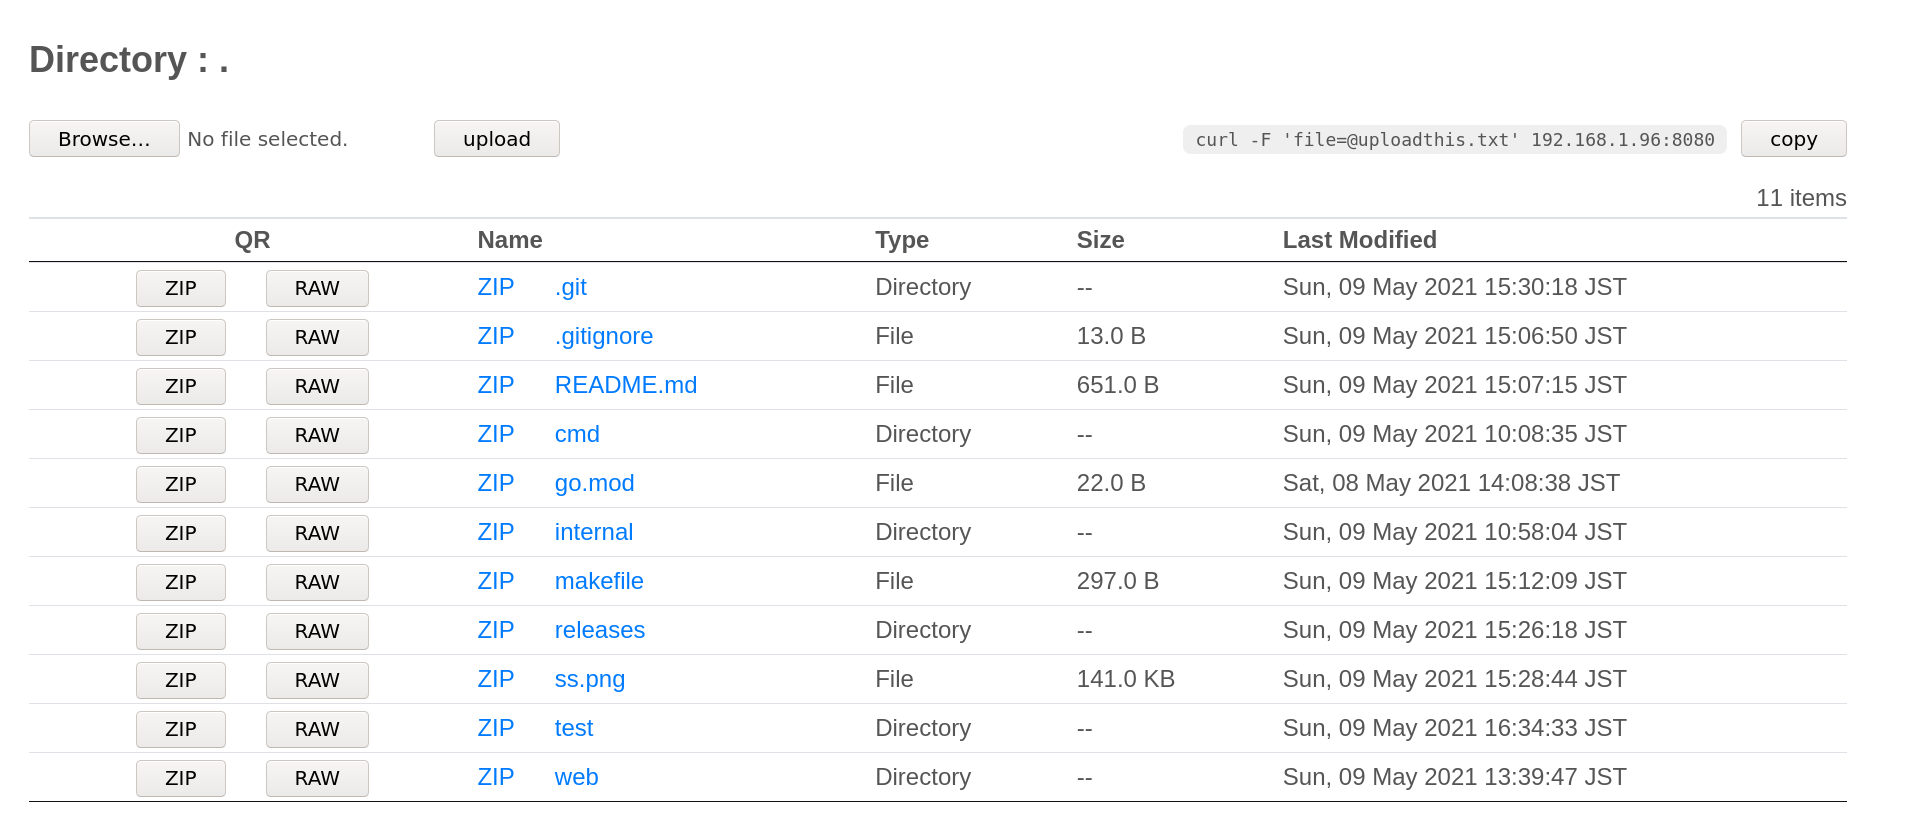 Directory : .
Browse... No file selected. upload curl -F 'file=@uploadthis.txt' 192.168.1.96:8080 copy
11 items
QR Name Type Size Last Modified
ZIP RAW ZIP .git Directory -- Sun, 09 May 2021 15:30:18 JST
ZIP RAW ZIP .gitignore File 13.0 B Sun, 09 May 2021 15:06:50 JST
ZIP RAW ZIP README.md File 651.0 B Sun, 09 May 2021 15:07:15 JST
ZIP RAW ZIP cmd Directory -- Sun, 09 May 2021 10:08:35 JST
ZIP RAW ZIP go.mod File 22.0 B Sat, 08 May 2021 14:08:38 JST
ZIP RAW ZIP internal Directory -- Sun, 09 May 2021 10:58:04 JST
ZIP RAW ZIP makefile File 297.0 B Sun, 09 May 2021 15:12:09 JST
ZIP RAW ZIP releases Directory -- Sun, 09 May 2021 15:26:18 JST
ZIP RAW ZIP ss.png File 141.0 KB Sun, 09 May 2021 15:28:44 JST
ZIP RAW ZIP test Directory -- Sun, 09 May 2021 16:34:33 JST
ZIP RAW ZIP web Directory -- Sun, 09 May 2021 13:39:47 JST